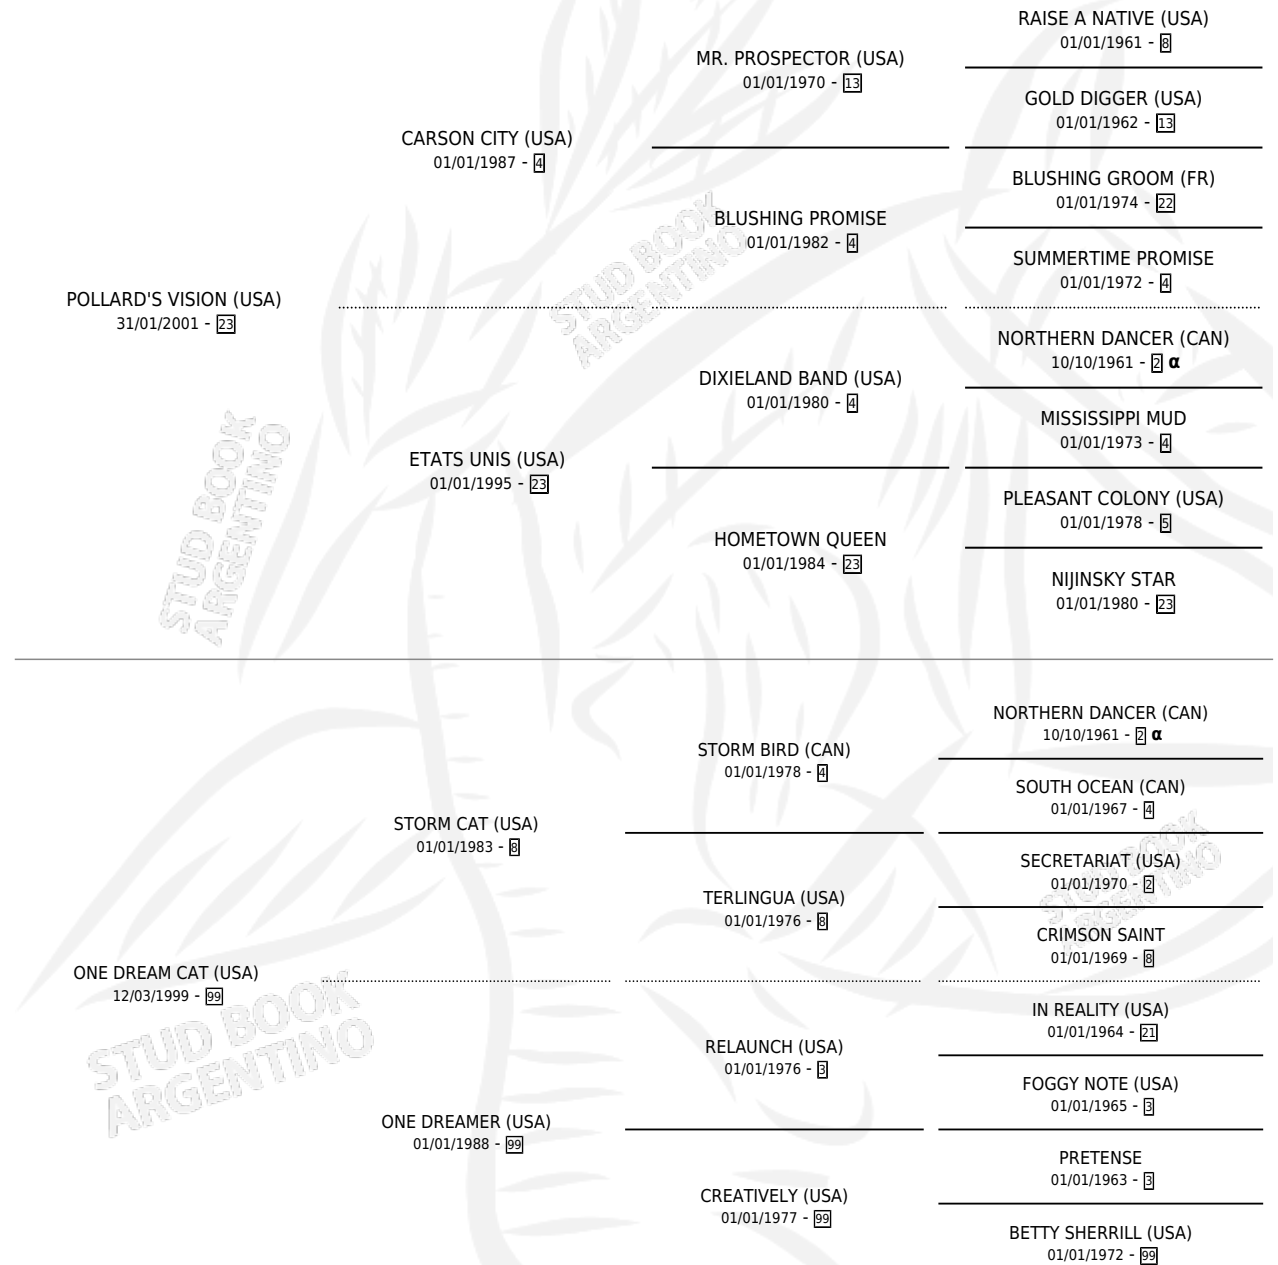 RAISE A NATIVE (USA)
01/01/1961 - 8
MR. PROSPECTOR (USA)
01/01/1970 - 13
GOLD DIGGER (USA)
01/01/1962 - 13
CARSON CITY (USA)
01/01/1987 - 4
BLUSHING GROOM (FR)
01/01/1974 - 22
BLUSHING PROMISE
01/01/1982 - 4
SUMMERTIME PROMISE
01/01/1972 - 4
POLLARD'S VISION (USA)
31/01/2001 - 23
NORTHERN DANCER (CAN)
10/10/1961 - 2 α
DIXIELAND BAND (USA)
01/01/1980 - 4
MISSISSIPPI MUD
01/01/1973 - 4
ETATS UNIS (USA)
01/01/1995 - 23
PLEASANT COLONY (USA)
01/01/1978 - 5
HOMETOWN QUEEN
01/01/1984 - 23
NIJINSKY STAR
01/01/1980 - 23
NORTHERN DANCER (CAN)
10/10/1961 - 2 α
STORM BIRD (CAN)
01/01/1978 - 4
SOUTH OCEAN (CAN)
01/01/1967 - 4
STORM CAT (USA)
01/01/1983 - 8
SECRETARIAT (USA)
01/01/1970 - 2
TERLINGUA (USA)
01/01/1976 - 8
CRIMSON SAINT
01/01/1969 - 8
ONE DREAM CAT (USA)
12/03/1999 - 99
IN REALITY (USA)
01/01/1964 - 21
RELAUNCH (USA)
01/01/1976 - 3
FOGGY NOTE (USA)
01/01/1965 - 3
ONE DREAMER (USA)
01/01/1988 - 99
PRETENSE
01/01/1963 - 3
CREATIVELY (USA)
01/01/1977 - 99
BETTY SHERRILL (USA)
01/01/1972 - 99
STUD BOOK
ARGENTINO
STUD BOOK
ARGENTINO
STUD BOOK
ARGENTINO
STUD BOOK
ARGENTINO